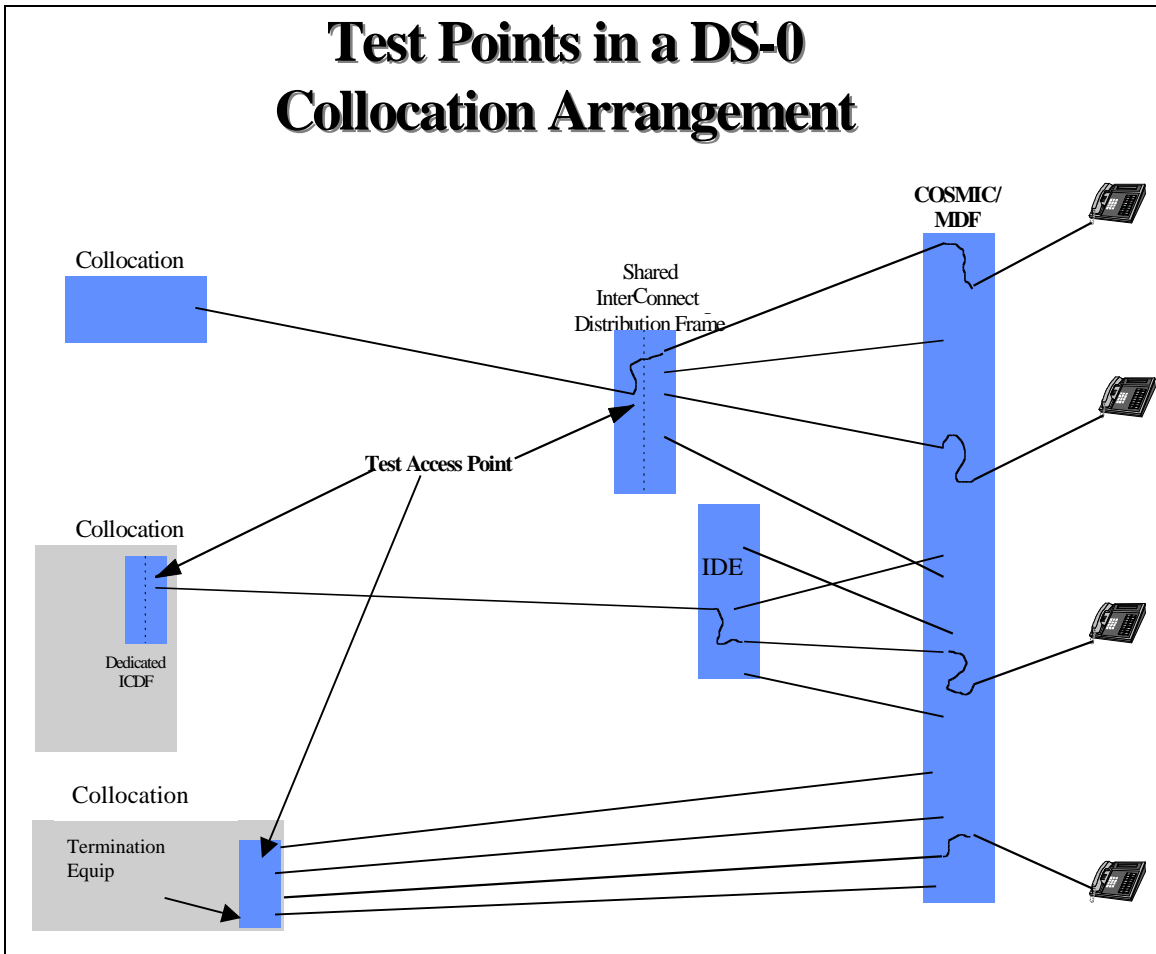 Test Points in a DS-0
Collocation Arrangement
COSMIC/
MDF
Collocation
Shared
InterConnect
Distribution Frame
Test Access Point
Collocation
IDE
Dedicated
ICDF
Collocation
Termination
Equip